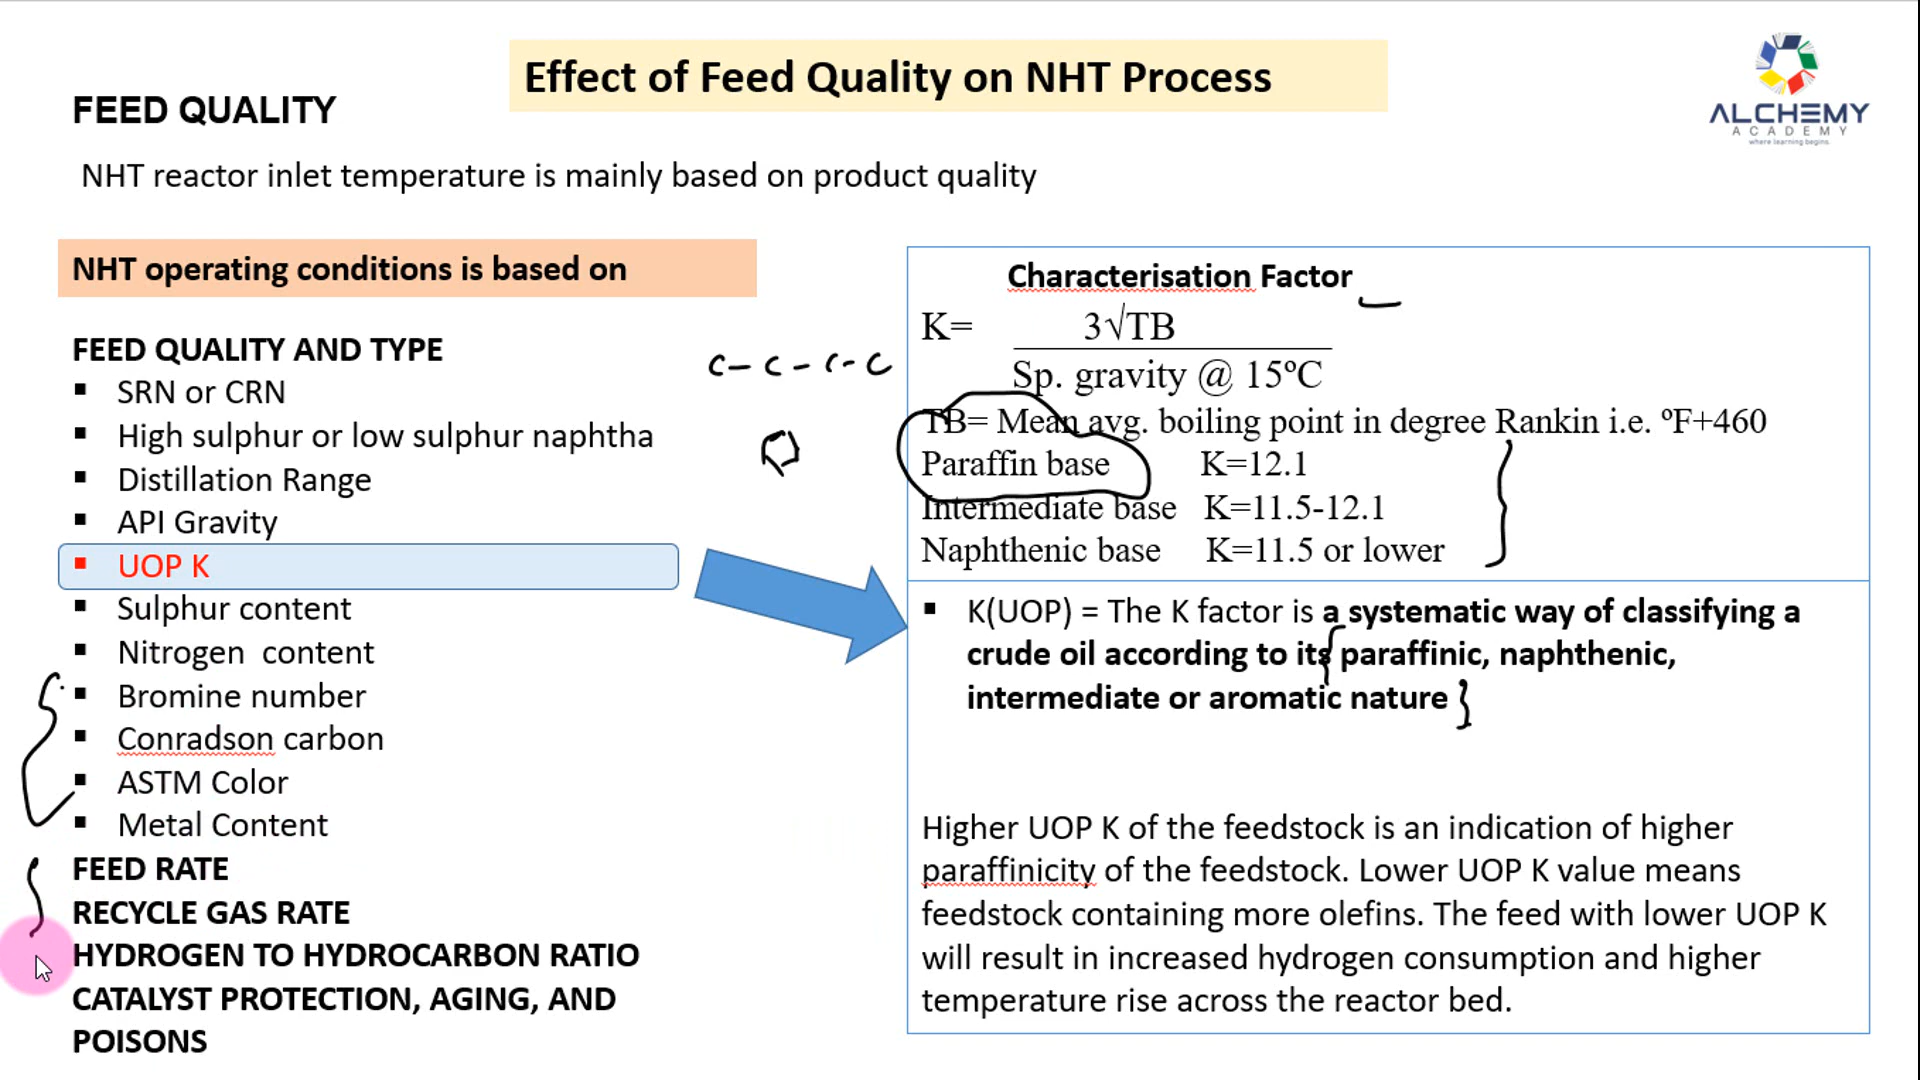 Effect of Feed Quality on NHT Process
ALCHEMY
ACADEMY
where learning begins.
FEED QUALITY
NHT reactor inlet temperature is mainly based on product quality
NHT operating conditions is based on
FEED QUALITY AND TYPE
▪ SRN or CRN
▪ High sulphur or low sulphur naphtha
▪ Distillation Range
▪ API Gravity
▪ UOP K
▪ Sulphur content
▪ Nitrogen content
▪ Bromine number
▪ Conradson carbon
▪ ASTM Color
▪ Metal Content
FEED RATE
RECYCLE GAS RATE
HYDROGEN TO HYDROCARBON RATIO
CATALYST PROTECTION, AGING, AND
POISONS
C-C-C-C
Characterisation Factor
K= 3√TB
Sp. gravity @ 15ºC
TB= Mean avg. boiling point in degree Rankin i.e. ºF+460
Paraffin base K=12.1
Intermediate base K=11.5-12.1
Naphthenic base K=11.5 or lower
▪ K(UOP) = The K factor is a systematic way of classifying a
crude oil according to its paraffinic, naphthenic,
intermediate or aromatic nature
Higher UOP K of the feedstock is an indication of higher
paraffinicity of the feedstock. Lower UOP K value means
feedstock containing more olefins. The feed with lower UOP K
will result in increased hydrogen consumption and higher
temperature rise across the reactor bed.